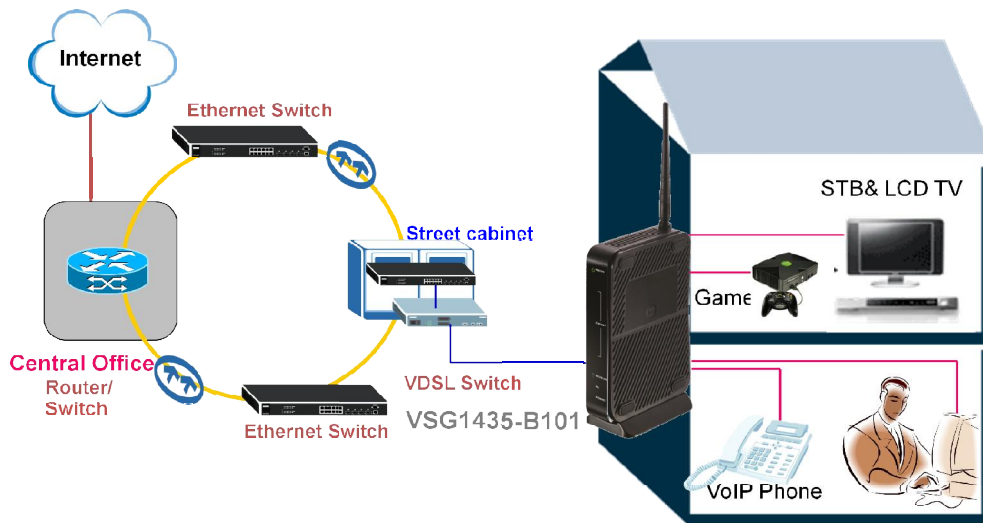 Internet
Ethernet Switch
STB& LCD TV
Street cabinet
Game
Central Office
Router/
Switch
VDSL Switch
VSG1435-B101
Ethernet Switch
VoIP Phone